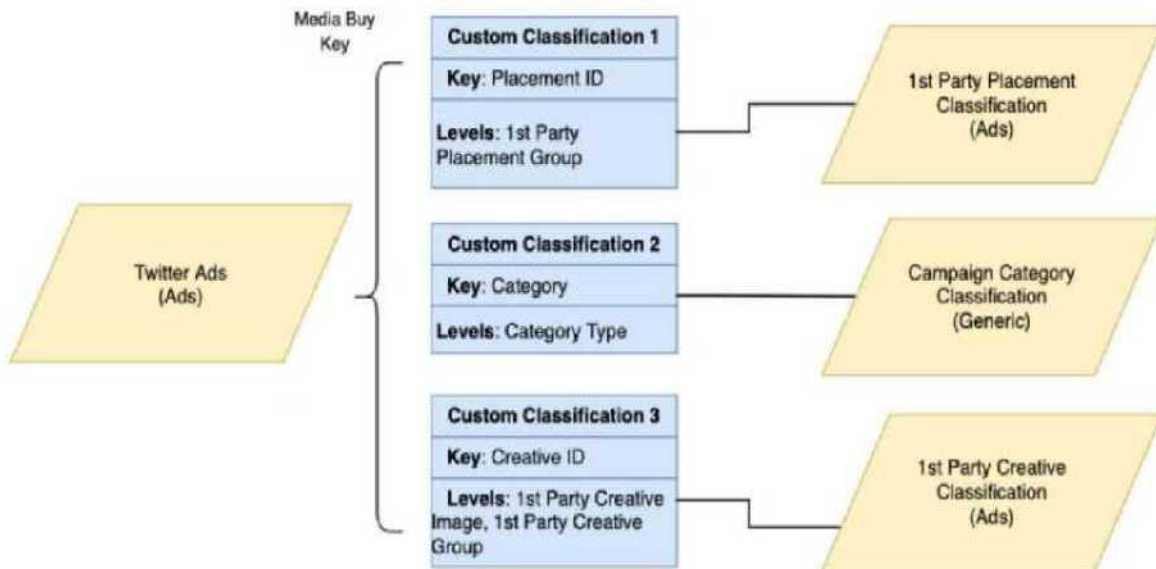 Media Buy
Key
Twitter Ads
(Ads)
Custom Classification 1
Key: Placement ID
Levels: 1st Party
Placement Group
1st Party Placement
Classification
(Ads)
Custom Classification 2
Key: Category
Levels: Category Type
Campaign Category
Classification
(Generic)
Custom Classification 3
Key: Creative ID
Levels: 1st Party Creative
Image, 1st Party Creative
Group
1st Party Creative
Classification
(Ads)